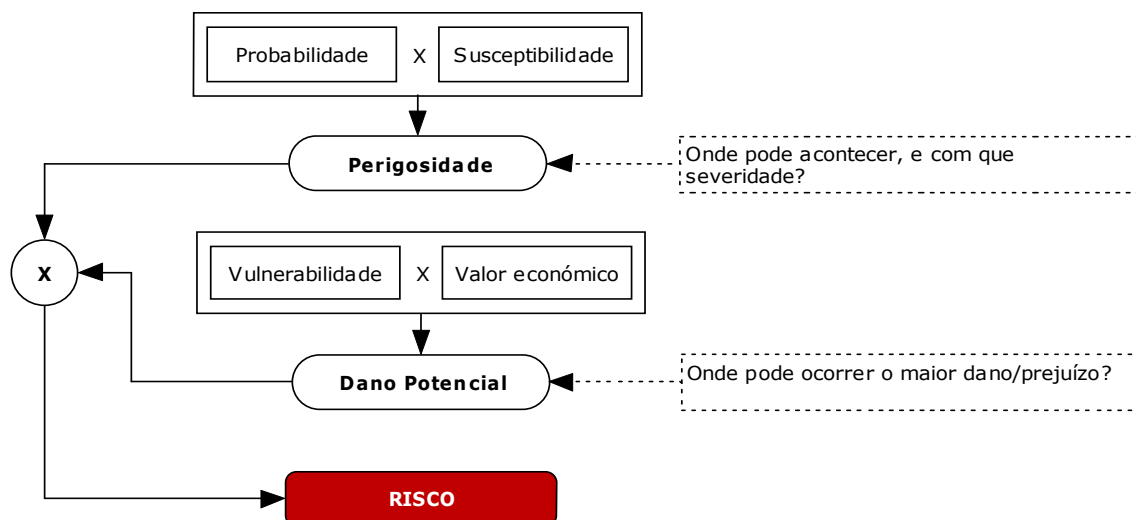 Probabilidade X Susceptibilidade
Perigosidade
Onde pode acontecer, e com que
severidade?
X
Vulnerabilidade X Valor económico
Dano Potencial
Onde pode ocorrer o maior dano/prejuízo?
RISCO